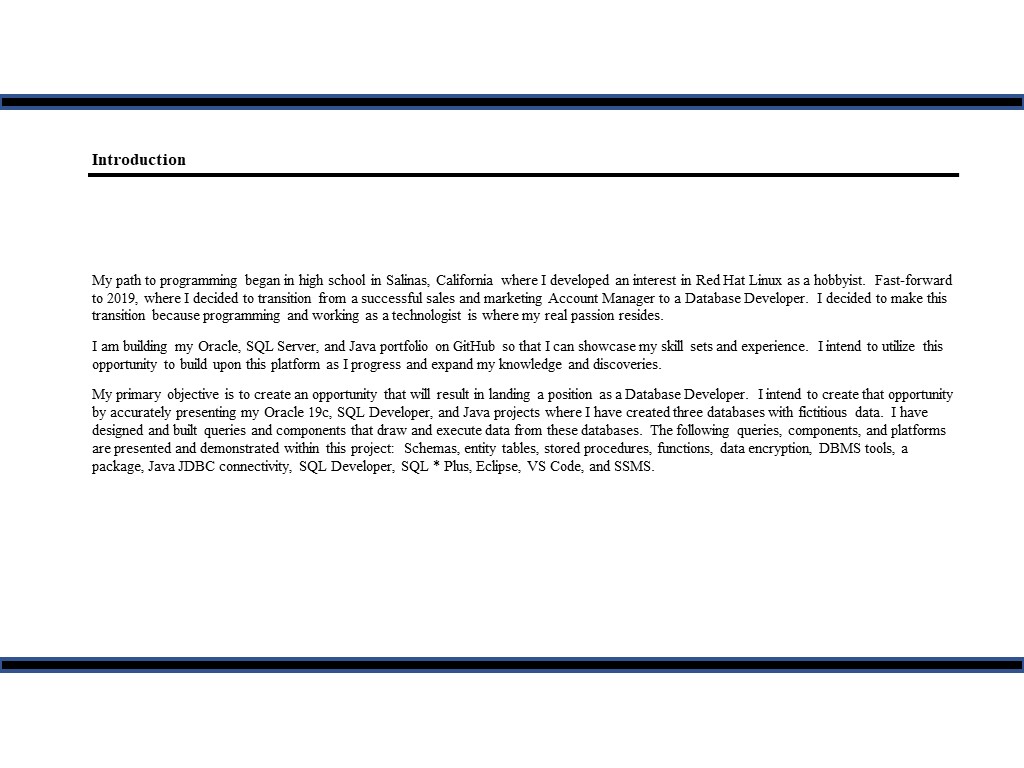 Introduction
My path to programming began in high school in Salinas, California where I developed an interest in Red Hat Linux as a hobbyist. Fast-forward
to 2019, where I decided to transition from a successful sales and marketing Account Manager to a Database Developer. I decided to make this
transition because programming and working as a technologist is where my real passion resides.
I am building my Oracle, SQL Server, and Java portfolio on GitHub so that I can showcase my skill sets and experience. I intend to utilize this
opportunity to build upon this platform as I progress and expand my knowledge and discoveries.
My primary objective is to create an opportunity that will result in landing a position as a Database Developer. I intend to create that opportunity
by accurately presenting my Oracle 19c, SQL Developer, and Java projects where I have created three databases with fictitious data. I have
designed and built queries and components that draw and execute data from these databases. The following queries, components, and platforms
are presented and demonstrated within this project: Schemas, entity tables, stored procedures, functions, data encryption, DBMS tools, a
package, Java JDBC connectivity, SQL Developer, SQL * Plus, Eclipse, VS Code, and SSMS.